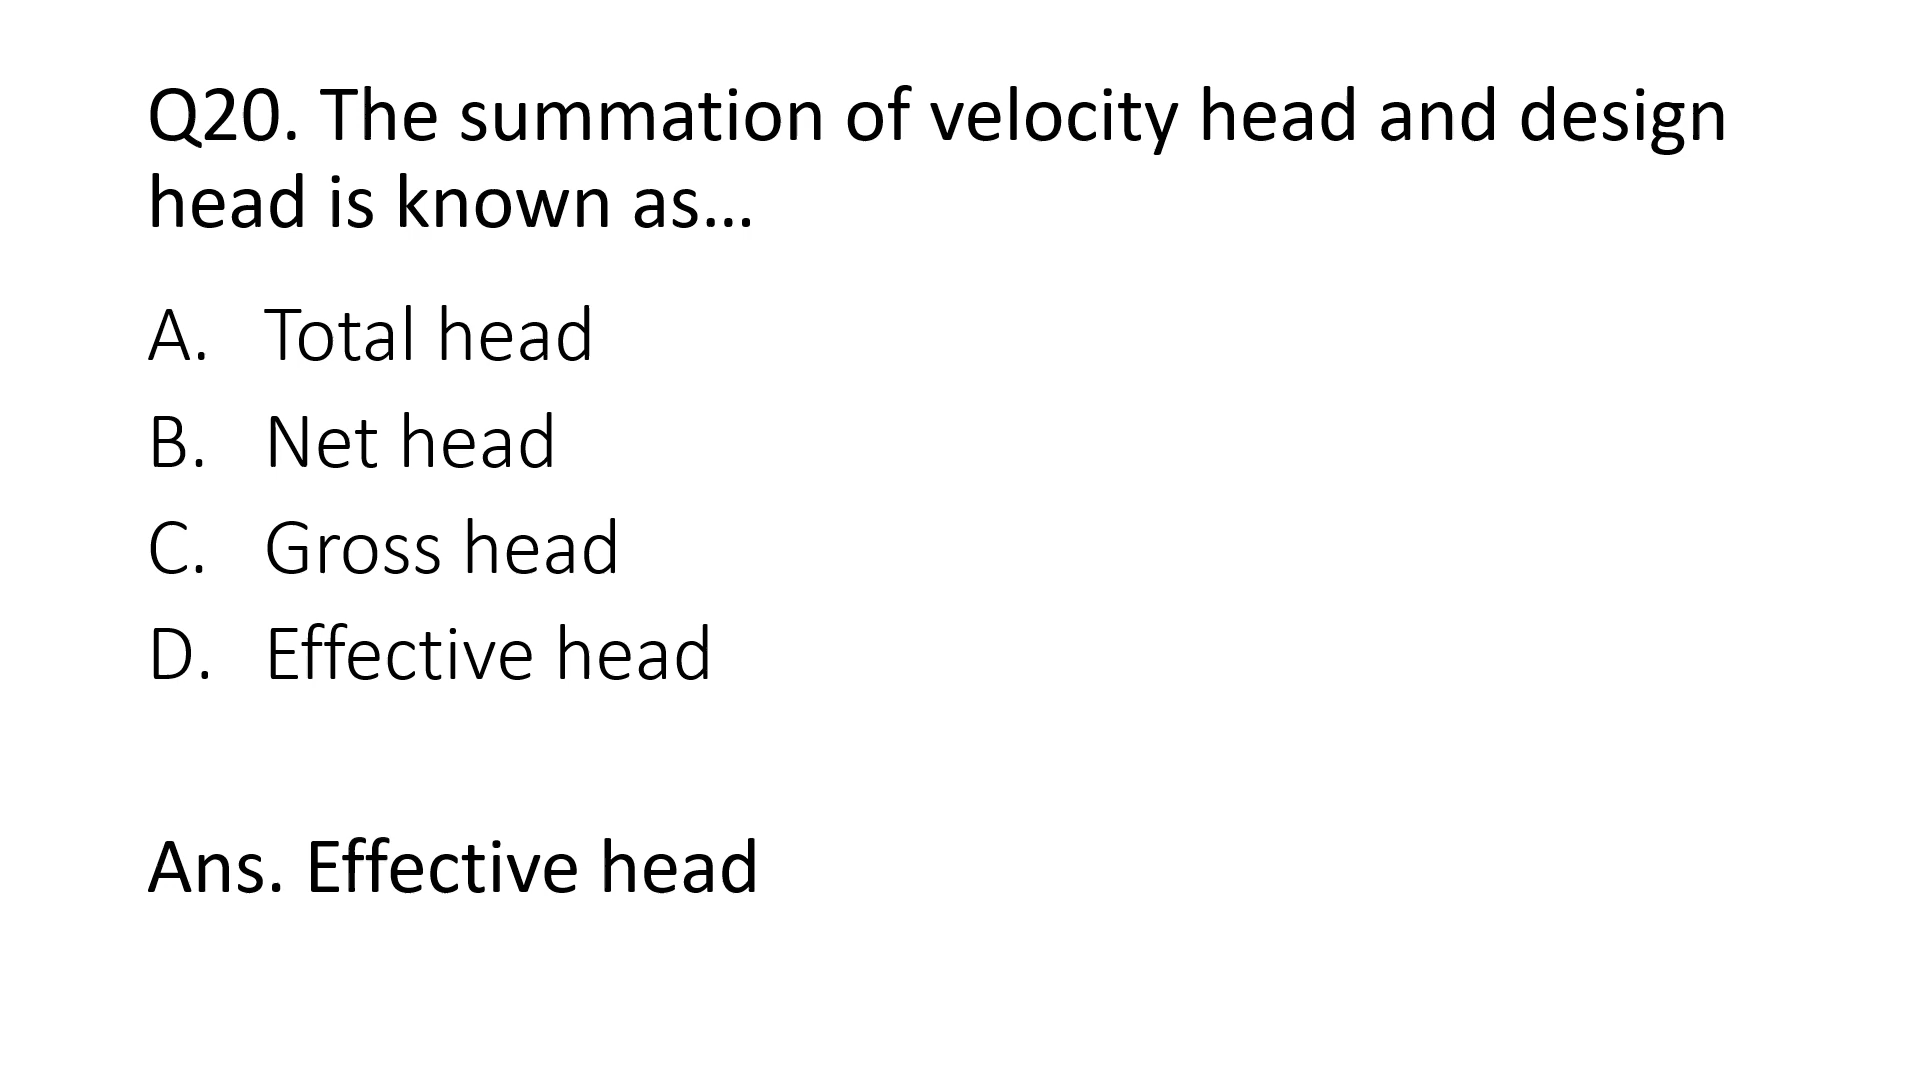 Q20. The summation of velocity head and design
head is known as…
A. Total head
B. Net head
C. Gross head
D. Effective head
Ans. Effective head